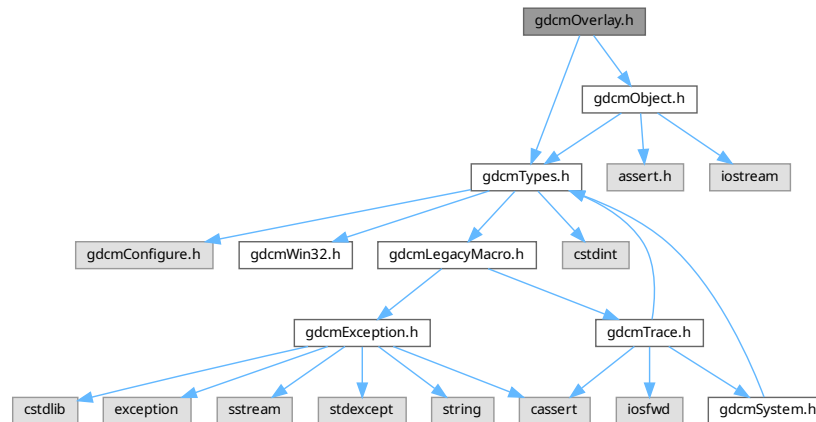 gdcmOverlay.h
gdcmObject.h
gdcmTypes.h
assert.h
iostream
gdcmConfigure.h
gdcmWin32.h
gdcmLegacyMacro.h
cstdint
gdcmException.h
gdcmTrace.h
cstdlib
exception
sstream
stdexcept
string
cassert
iosfwd
gdcmSystem.h